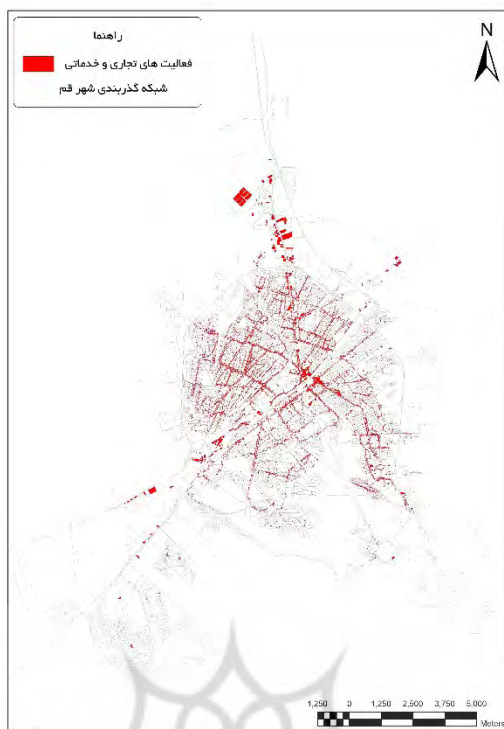 راهنما
فعالیت های تجاری و خدماتی
شبکه گذربندی شهر قم
N
1,250 0 1,250 2,500 3,750 5,000
Meters